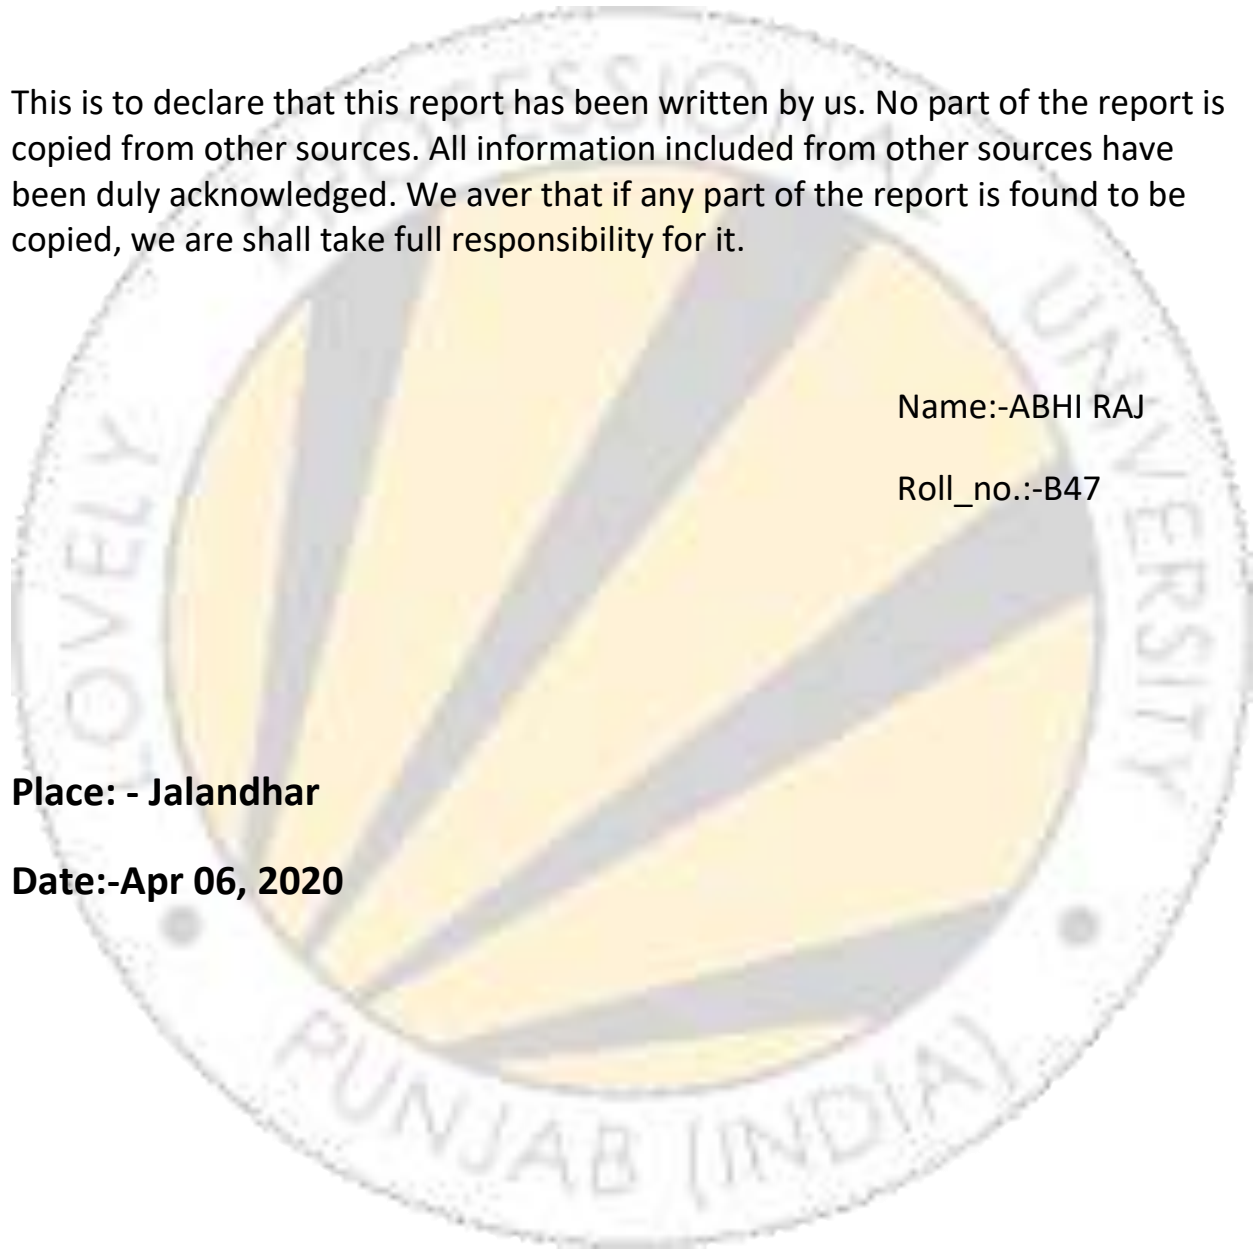 This is to declare that this report has been written by us. No part of the report is
copied from other sources. All information included from other sources have
been duly acknowledged. We aver that if any part of the report is found to be
copied, we are shall take full responsibility for it.
Name:-ABHI RAJ
Roll_no.:-B47
Place: - Jalandhar
Date:-Apr 06, 2020
LOVELY PROFESSIONAL UNIVERSITY
PUNJAB (INDIA)